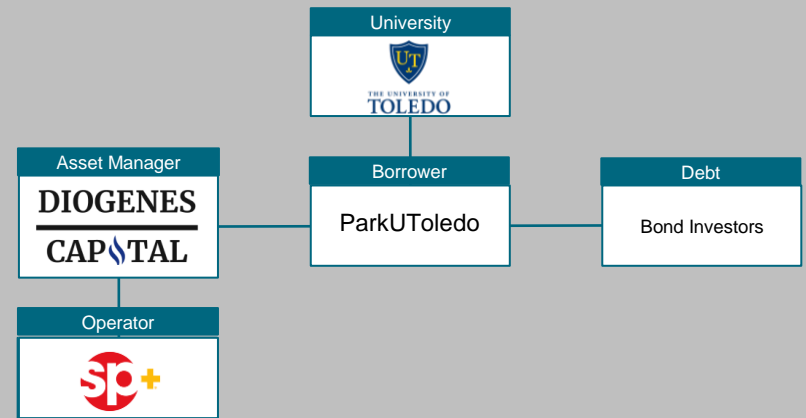 University
UT
THE UNIVERSITY OF
TOLEDO
Asset Manager
DIOGENES
CAPITAL
Borrower
ParkUToledo
Debt
Bond Investors
Operator
sp+